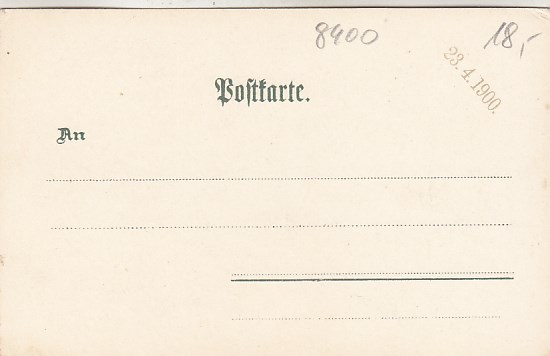 8400
18,-
23.4.1900.
Postkarte.
An